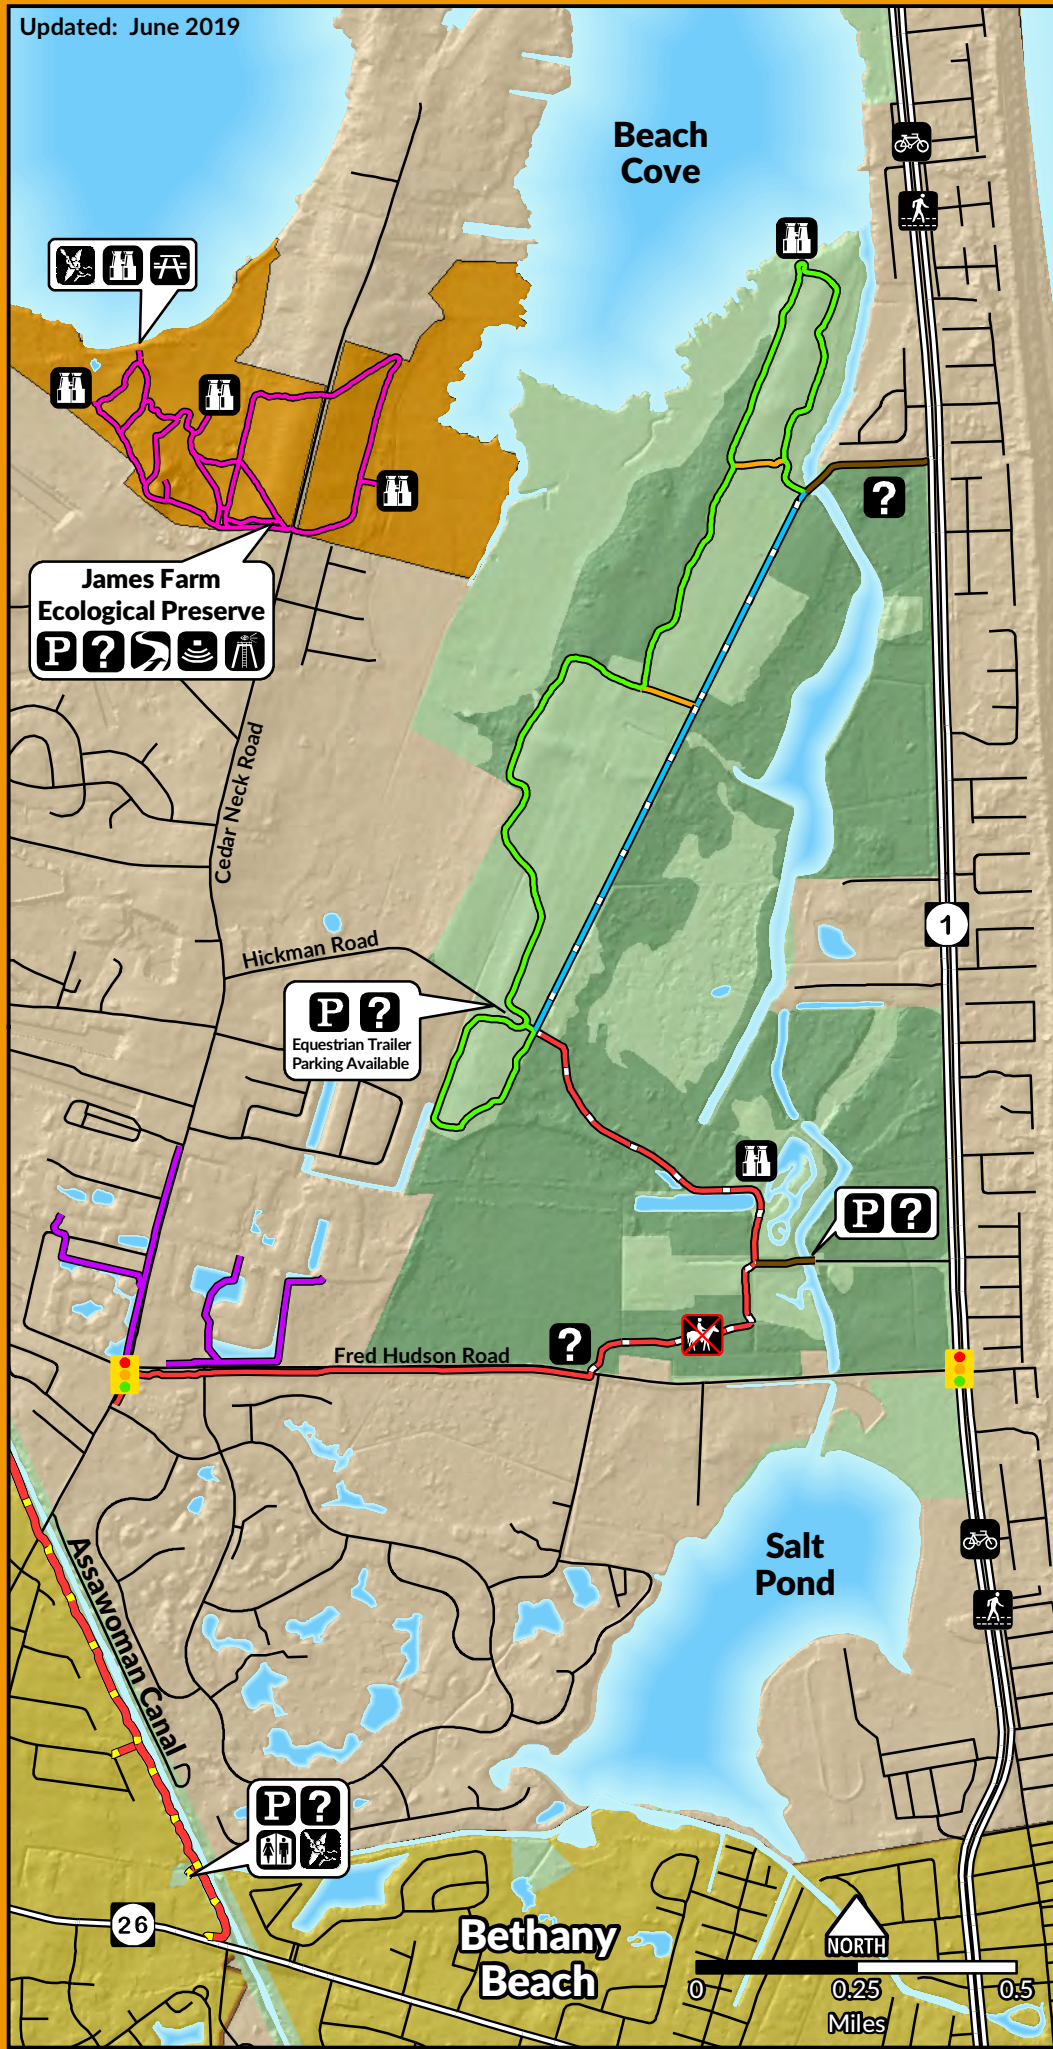 Updated: June 2019
Beach
Cove
James Farm
Ecological Preserve
P ?
?
Cedar Neck Road
1
Hickman Road
P ?
Equestrian Trailer
Parking Available
P ?
?
Fred Hudson Road
Salt
Pond
Assawoman Canal
P ?
26
Bethany
Beach
NORTH
0 0.25 0.5
Miles